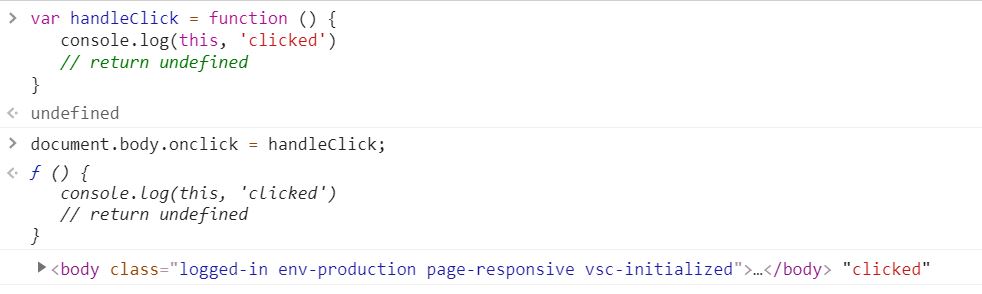 > var handleClick = function () {
console.log(this, 'clicked')
// return undefined
}
<· undefined
> document.body.onclick = handleClick;
<· f () {
console.log(this, 'clicked')
// return undefined
}
▶<body class="logged-in env-production page-responsive vsc-initialized">…</body> "clicked"